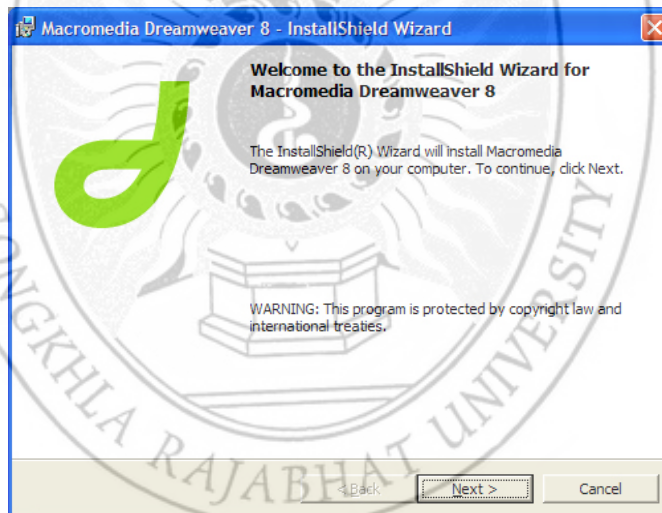 Macromedia Dreamweaver 8 - InstallShield Wizard
Welcome to the InstallShield Wizard for
Macromedia Dreamweaver 8
The InstallShield(R) Wizard will install Macromedia
Dreamweaver 8 on your computer. To continue, click Next.
WARNING: This program is protected by copyright law and
international treaties.
< Back
Next >
Cancel
SONGKHLA RAJABHAT UNIVERSITY